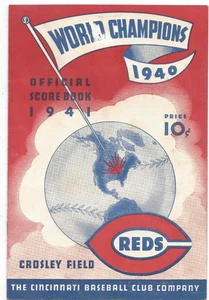 WORLD CHAMPIONS
1940
OFFICIAL
SCORE BOOK
1941
PRICE
10¢
REDS
CROSLEY FIELD
THE CINCINNATI BASEBALL CLUB COMPANY